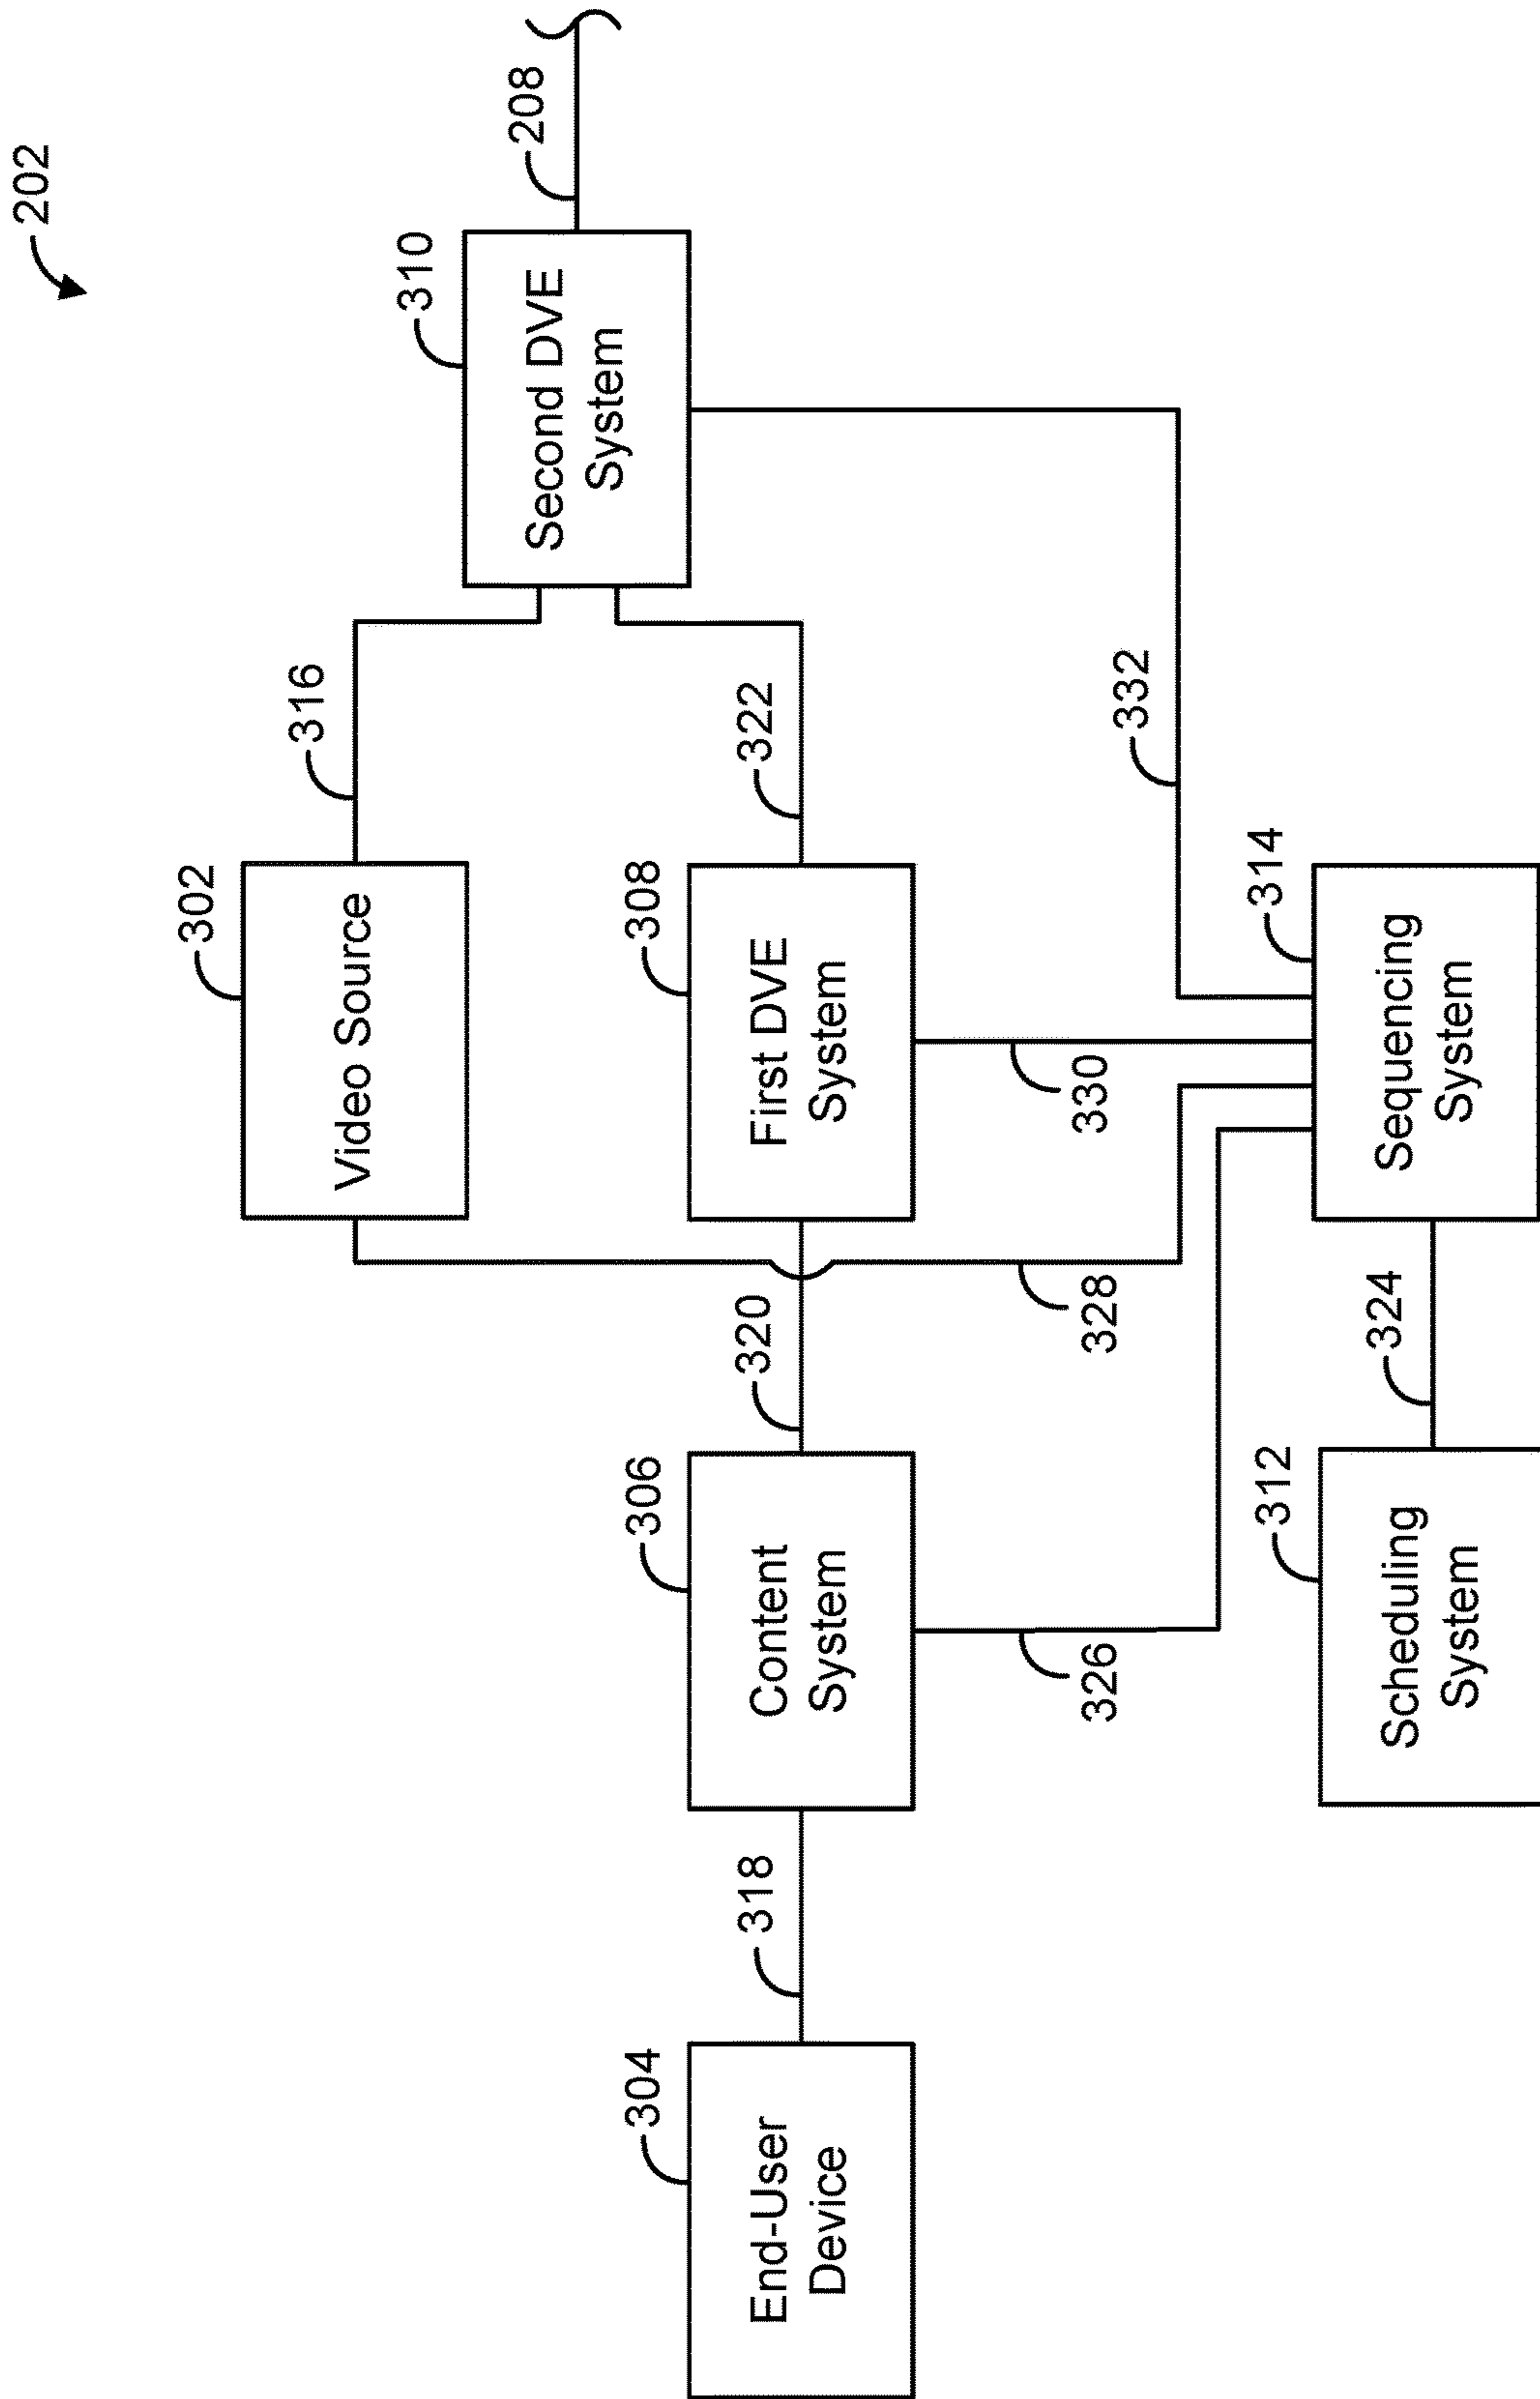 202
302
Video Source
316
310
Second DVE
System
208
304
End-User
Device
318
306
Content
System
320
308
First DVE
System
322
326
328
330
332
312
Scheduling
System
324
314
Sequencing
System